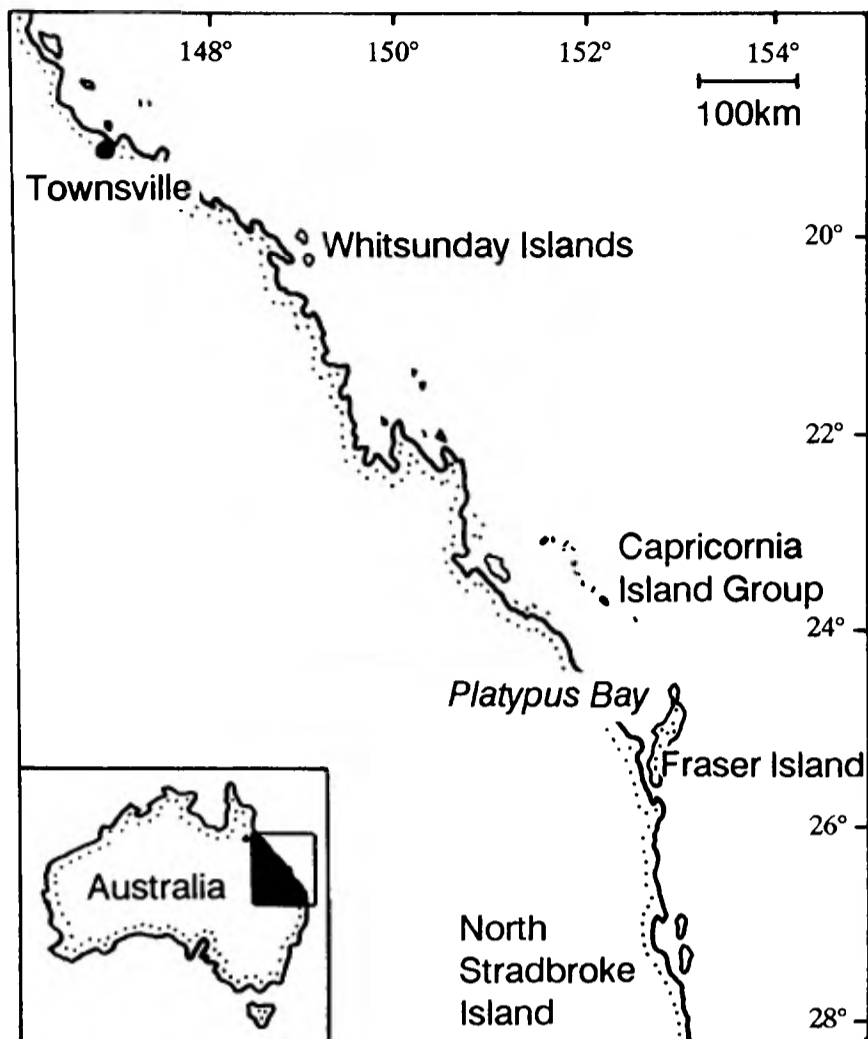 148° 150° 152° 154°
100km
Townsville
Whitsunday Islands
20°
22°
Capricornia
Island Group
24°
Platypus Bay
Fraser Island
26°
Australia
North
Stradbroke
Island
28°